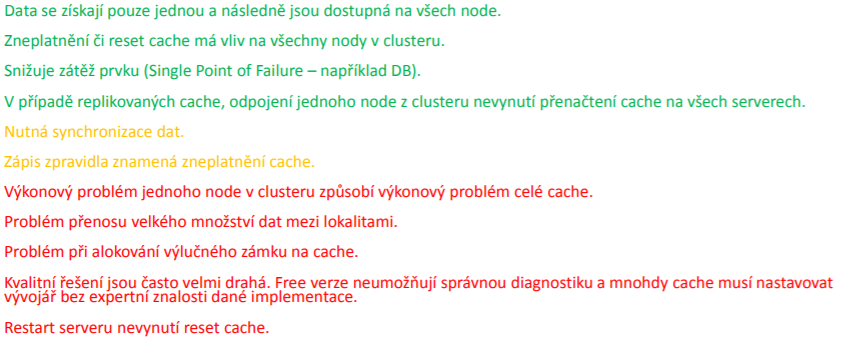 Data se získají pouze jednou a následně jsou dostupná na všech node.
Zneplatnění či reset cache má vliv na všechny nody v clusteru.
Snižuje zátěž prvku (Single Point of Failure – například DB).
V případě replikovaných cache, odpojení jednoho node z clusteru nevynutí přenačtení cache na všech serverech.
Nutná synchronizace dat.
Zápis zpravidla znamená zneplatnění cache.
Výkonový problém jednoho node v clusteru způsobí výkonový problém celé cache.
Problém přenosu velkého množství dat mezi lokalitami.
Problém při alokování výlučného zámku na cache.
Kvalitní řešení jsou často velmi drahá. Free verze neumožňují správnou diagnostiku a mnohdy cache musí nastavovat
vývojář bez expertní znalosti dané implementace.
Restart serveru nevynutí reset cache.